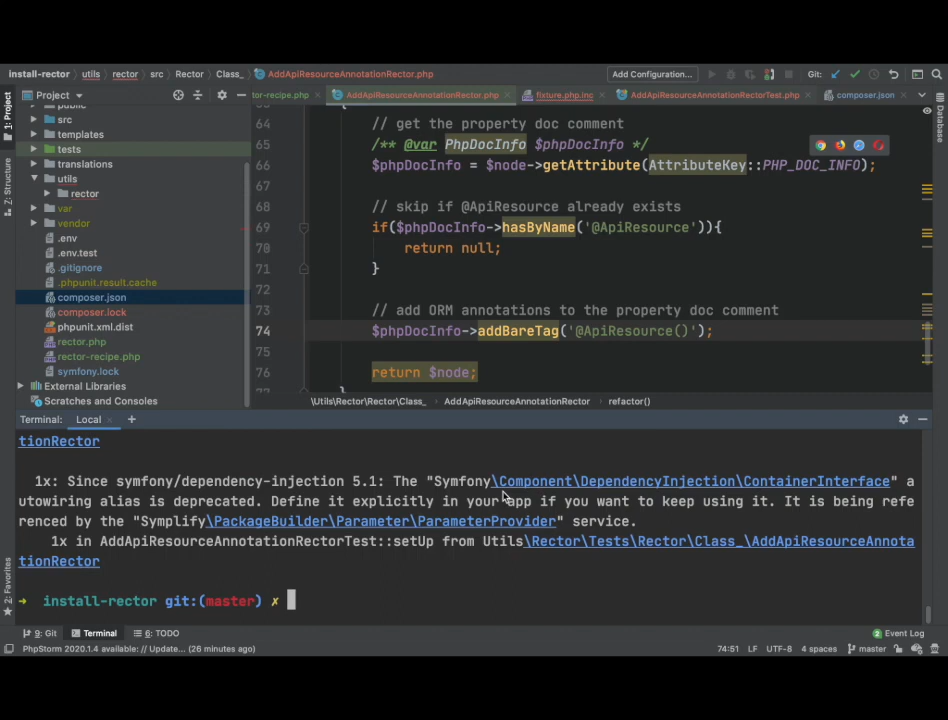 install-rector utils rector src Rector Class_ AddApiResourceAnnotationRector.php Add Configuration... Git:
Project tor-recipe.php AddApiResourceAnnotationRector.php fixture.php.inc AddApiResourceAnnotationRectorTest.php composer.json
1: Project
7: Structure
2: Favorites
Database
src
templates
tests
translations
utils
rector
var
vendor
.env
.env.test
.gitignore
.phpunit.result.cache
composer.json
composer.lock
phpunit.xml.dist
rector.php
rector-recipe.php
symfony.lock
External Libraries
Scratches and Consoles
64 // get the property doc comment
65 /** @var PhpDocInfo $phpDocInfo */
66 $phpDocInfo = $node->getAttribute(AttributeKey::PHP_DOC_INFO);
67
68 // skip if @ApiResource already exists
69 if($phpDocInfo->hasByName('@ApiResource')){
70 return null;
71 }
72
73 // add ORM annotations to the property doc comment
74 $phpDocInfo->addBareTag('@ApiResource()');
75
76 return $node;
77 }
\Utils\Rector\Rector\Class_ AddApiResourceAnnotationRector refactor()
Terminal: Local +
tionRector
1x: Since symfony/dependency-injection 5.1: The "Symfony\Component\DependencyInjection\ContainerInterface" a
utowiring alias is deprecated. Define it explicitly in your app if you want to keep using it. It is being refe
renced by the "Symplify\PackageBuilder\Parameter\ParameterProvider" service.
1x in AddApiResourceAnnotationRectorTest::setUp from Utils\Rector\Tests\Rector\Class_\AddApiResourceAnnota
tionRector
➜ install-rector git:(master) ✗
9: Git Terminal 6: TODO 2 Event Log
PhpStorm 2020.1.4 available: // Update... (26 minutes ago) 74:51 LF UTF-8 4 spaces master